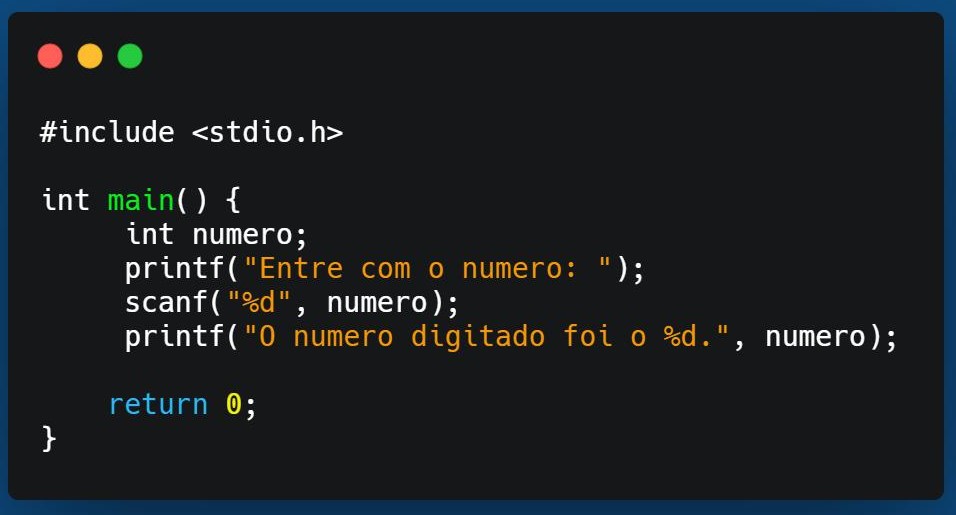 #include <stdio.h>
int main() {
int numero;
printf("Entre com o numero: ");
scanf("%d", numero);
printf("O numero digitado foi o %d.", numero);
return 0;
}